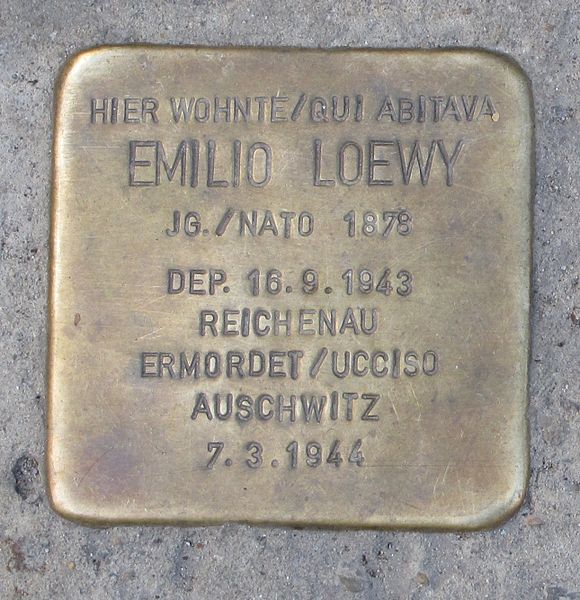 HIER WOHNTE/QUI ABITAVA
EMILIO LOEWY
JG./NATO 1878
DEP. 16.9.1943
REICHENAU
ERMORDET/UCCISO
AUSCHWITZ
7.3.1944